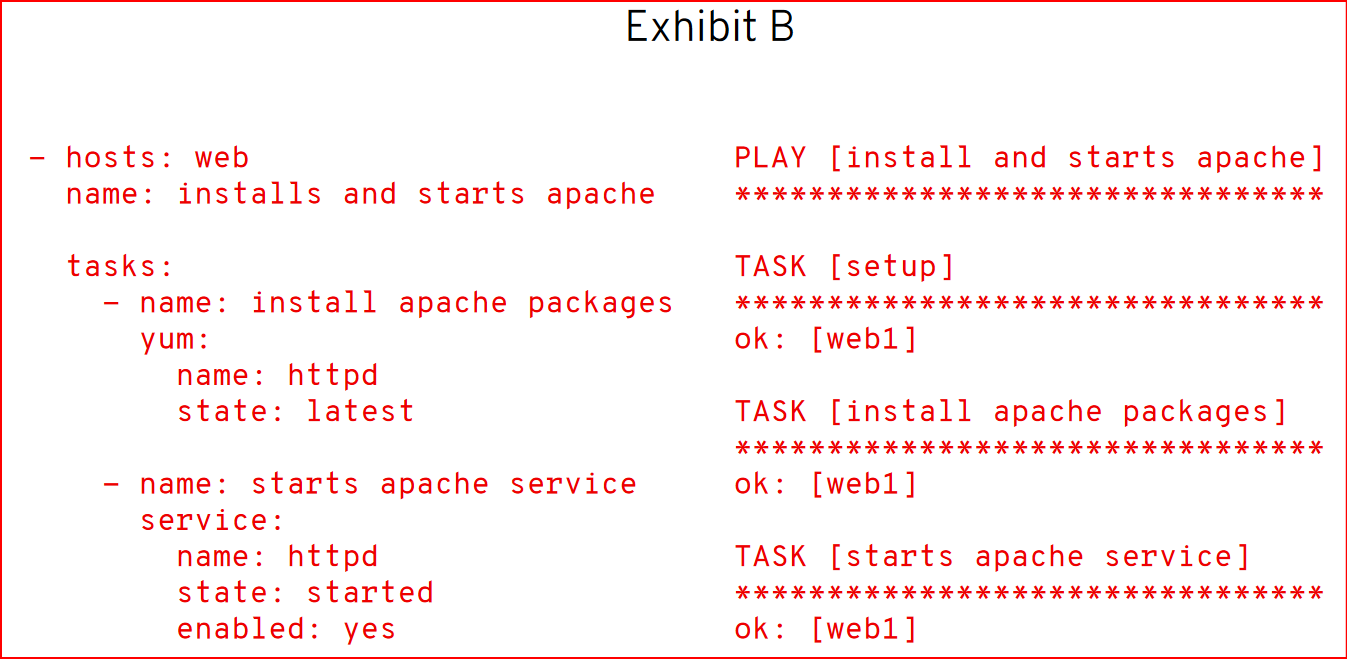 Exhibit B
- hosts: web
name: installs and starts apache
tasks:
- name: install apache packages
yum:
name: httpd
state: latest
- name: starts apache service
service:
name: httpd
state: started
enabled: yes
PLAY [install and starts apache]
********************************
TASK [setup]
********************************
ok: [web1]
TASK [install apache packages]
********************************
ok: [web1]
TASK [starts apache service]
********************************
ok: [web1]